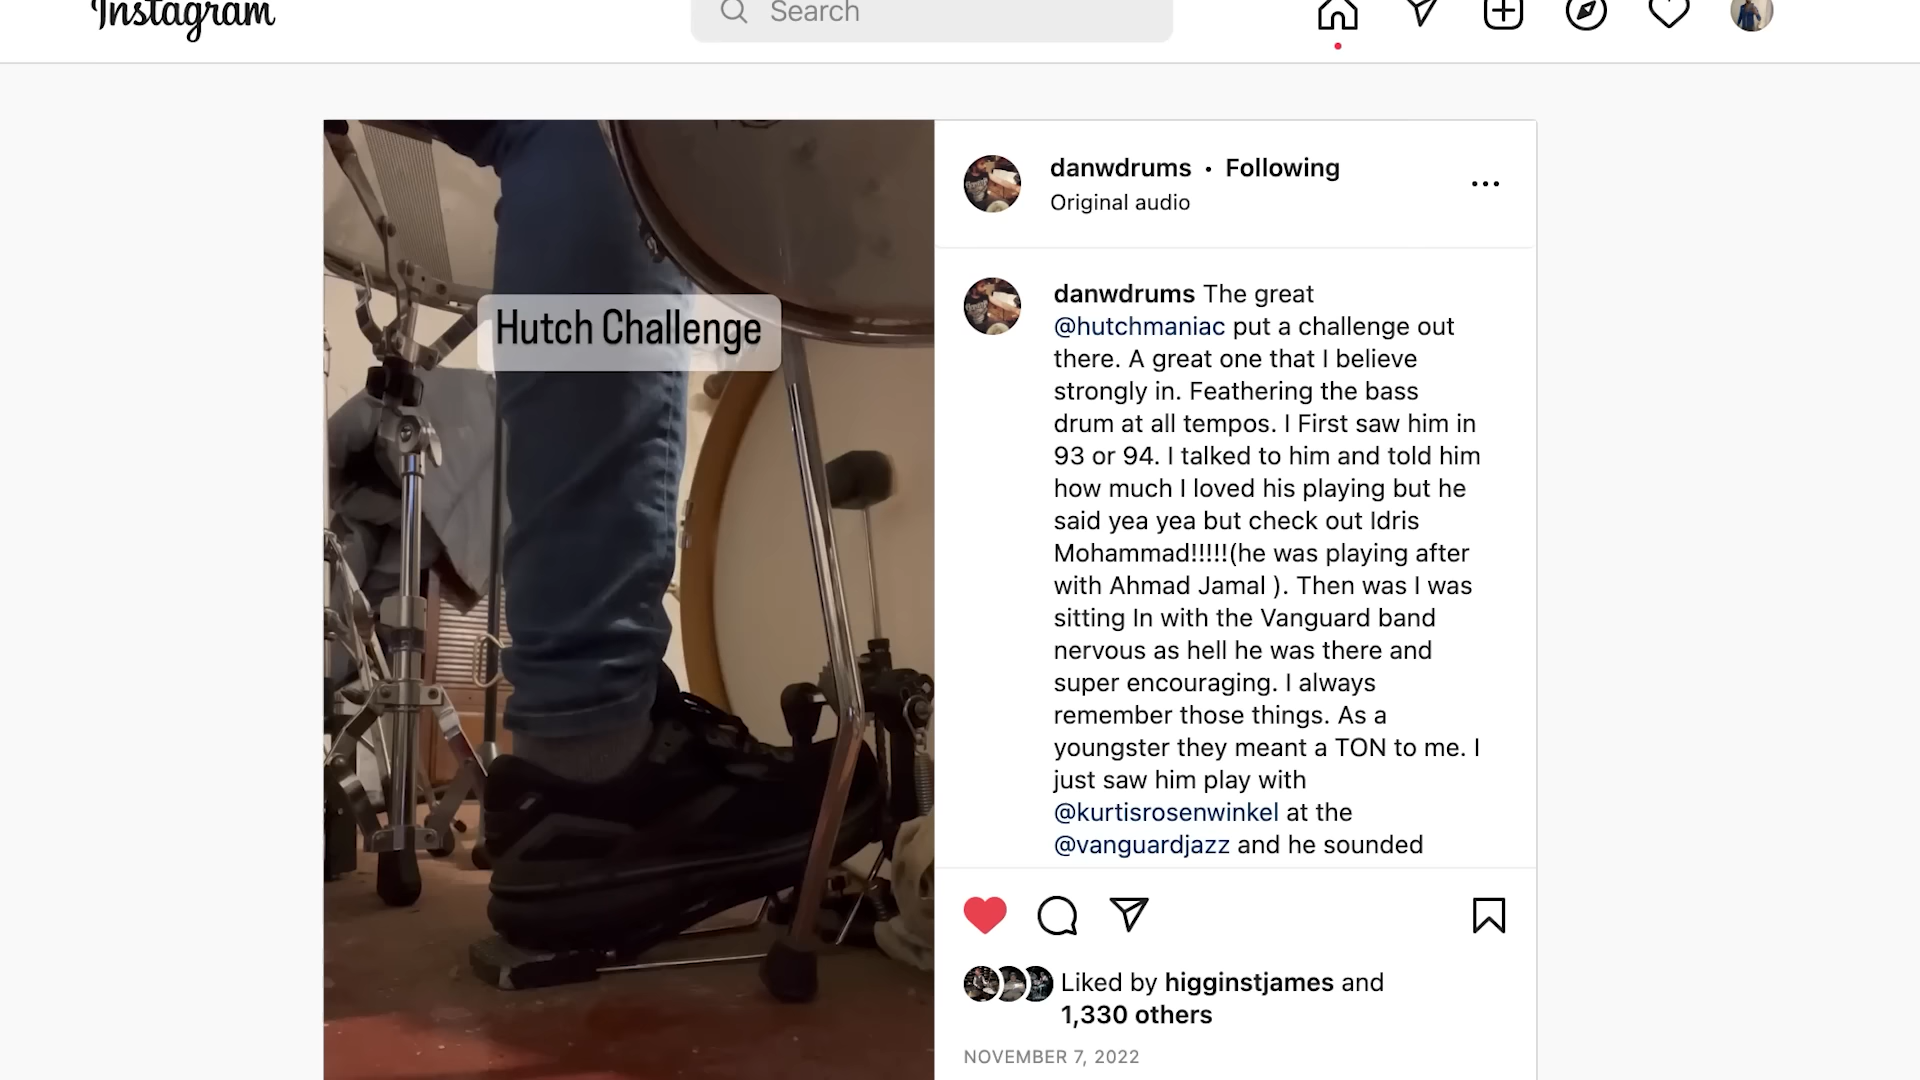 Instagram
Search
Hutch Challenge
danwdrums • Following
Original audio
danwdrums The great
@hutchmaniac put a challenge out
there. A great one that I believe
strongly in. Feathering the bass
drum at all tempos. I First saw him in
93 or 94. I talked to him and told him
how much I loved his playing but he
said yea yea but check out Idris
Mohammad!!!!!(he was playing after
with Ahmad Jamal ). Then was I was
sitting In with the Vanguard band
nervous as hell he was there and
super encouraging. I always
remember those things. As a
youngster they meant a TON to me. I
just saw him play with
@kurtisrosenwinkel at the
@vanguardjazz and he sounded
Liked by higginstjames and
1,330 others
NOVEMBER 7, 2022